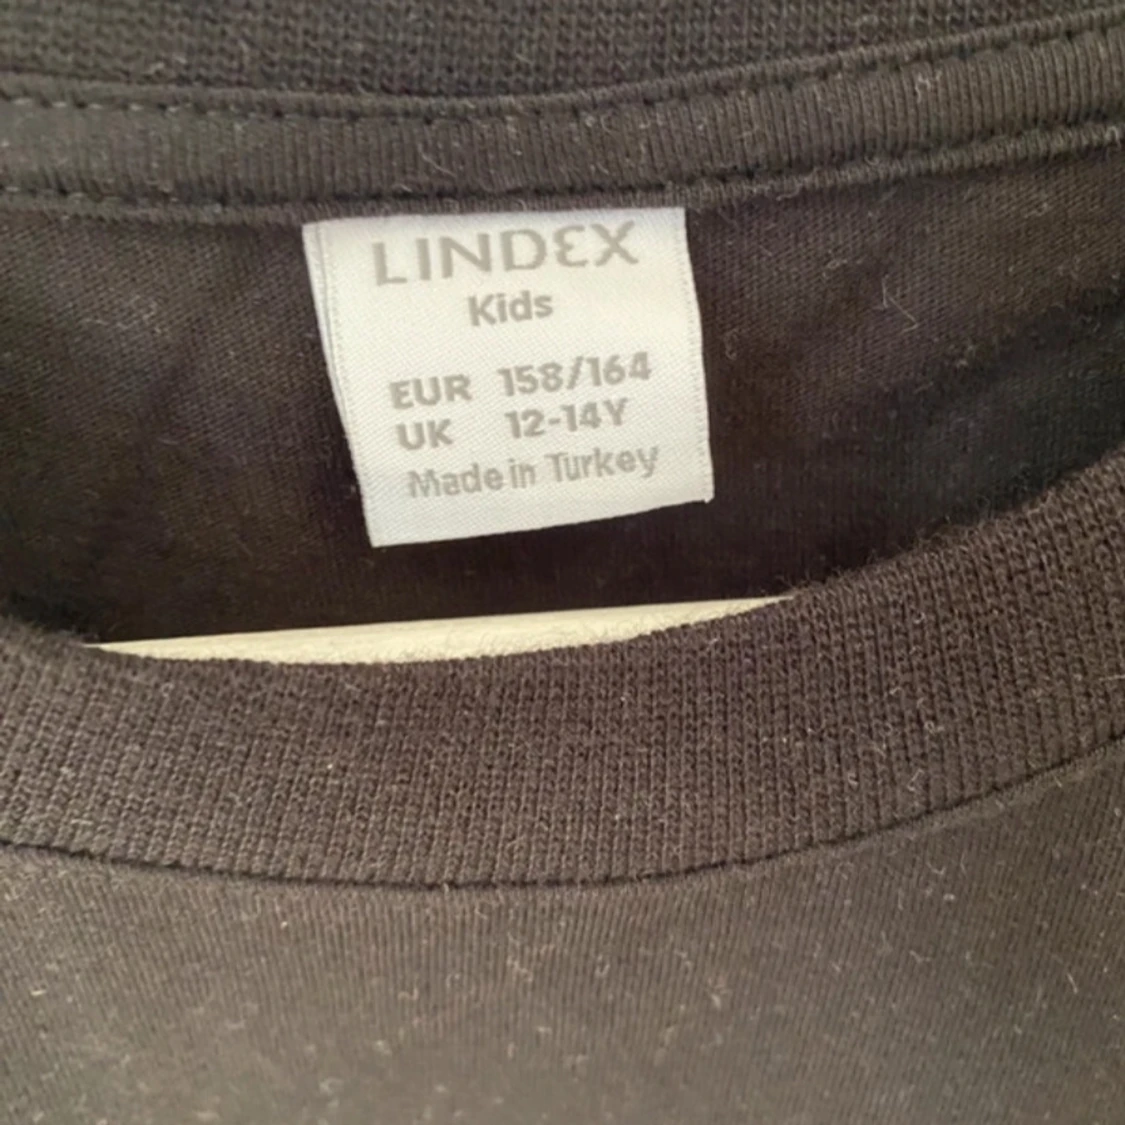 LINDEX
Kids
EUR 158/164
UK 12-14Y
Made in Turkey